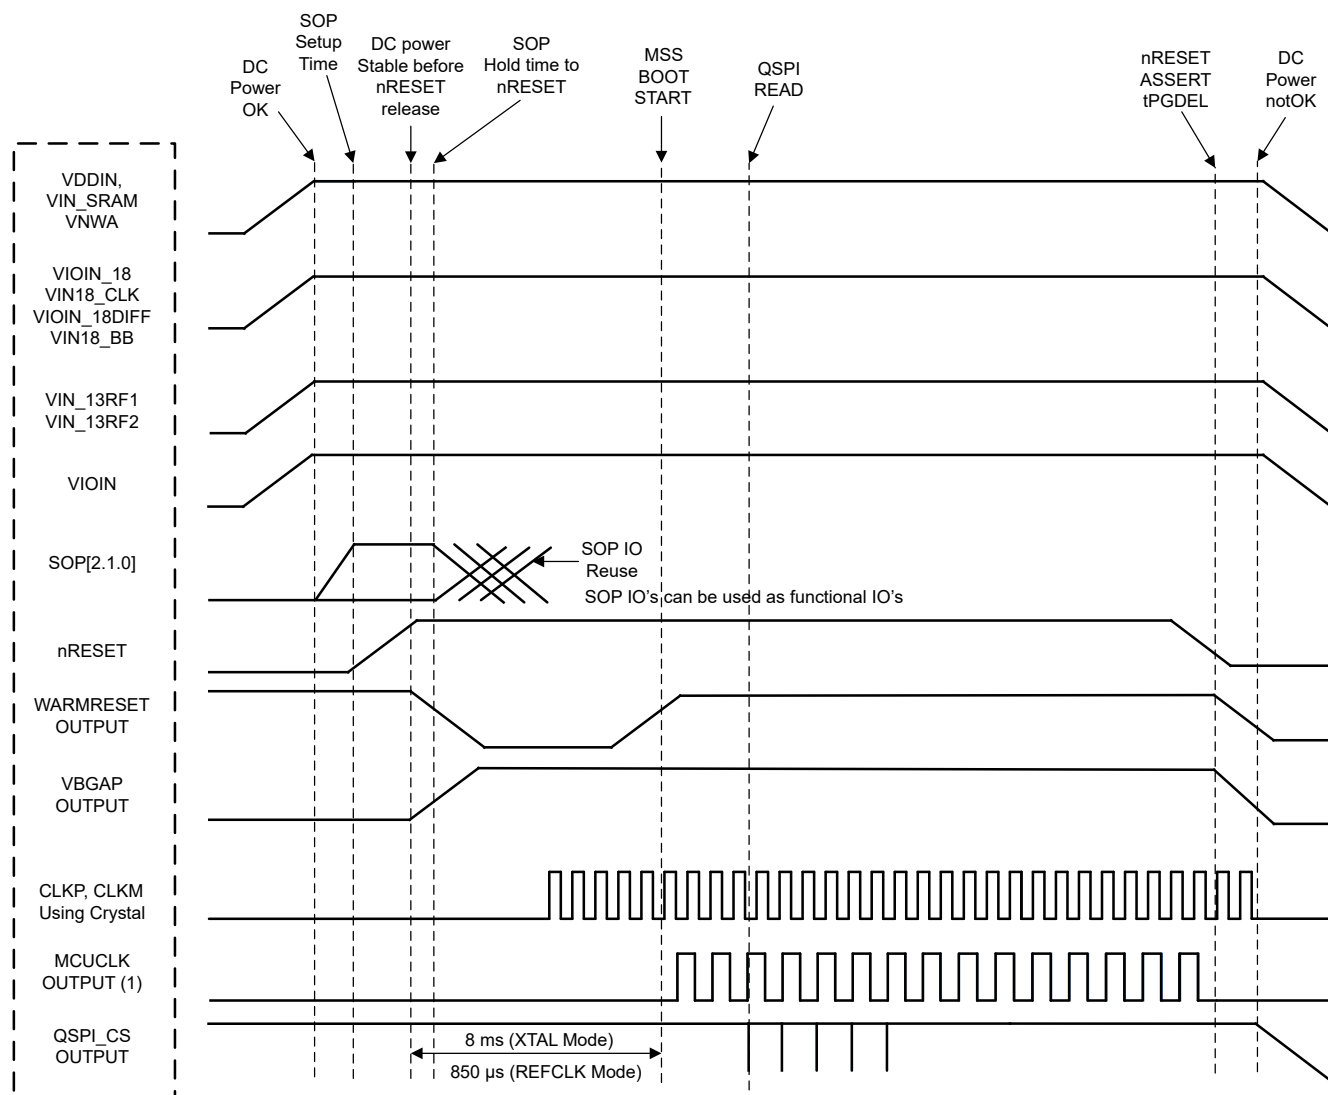 DC
Power
OK
SOP
Setup
Time
DC power
Stable before
nRESET
release
SOP
Hold time to
nRESET
MSS
BOOT
START
QSPI
READ
nRESET
ASSERT
tPGDEL
DC
Power
notOK
VDDIN,
VIN_SRAM
VNWA
VIOIN_18
VIN18_CLK
VIOIN_18DIFF
VIN18_BB
VIN_13RF1
VIN_13RF2
VIOIN
SOP[2.1.0]
SOP IO
Reuse
SOP IO’s can be used as functional IO’s
nRESET
WARMRESET
OUTPUT
VBGAP
OUTPUT
CLKP, CLKM
Using Crystal
MCUCLK
OUTPUT (1)
QSPI_CS
OUTPUT
8 ms (XTAL Mode)
850 µs (REFCLK Mode)